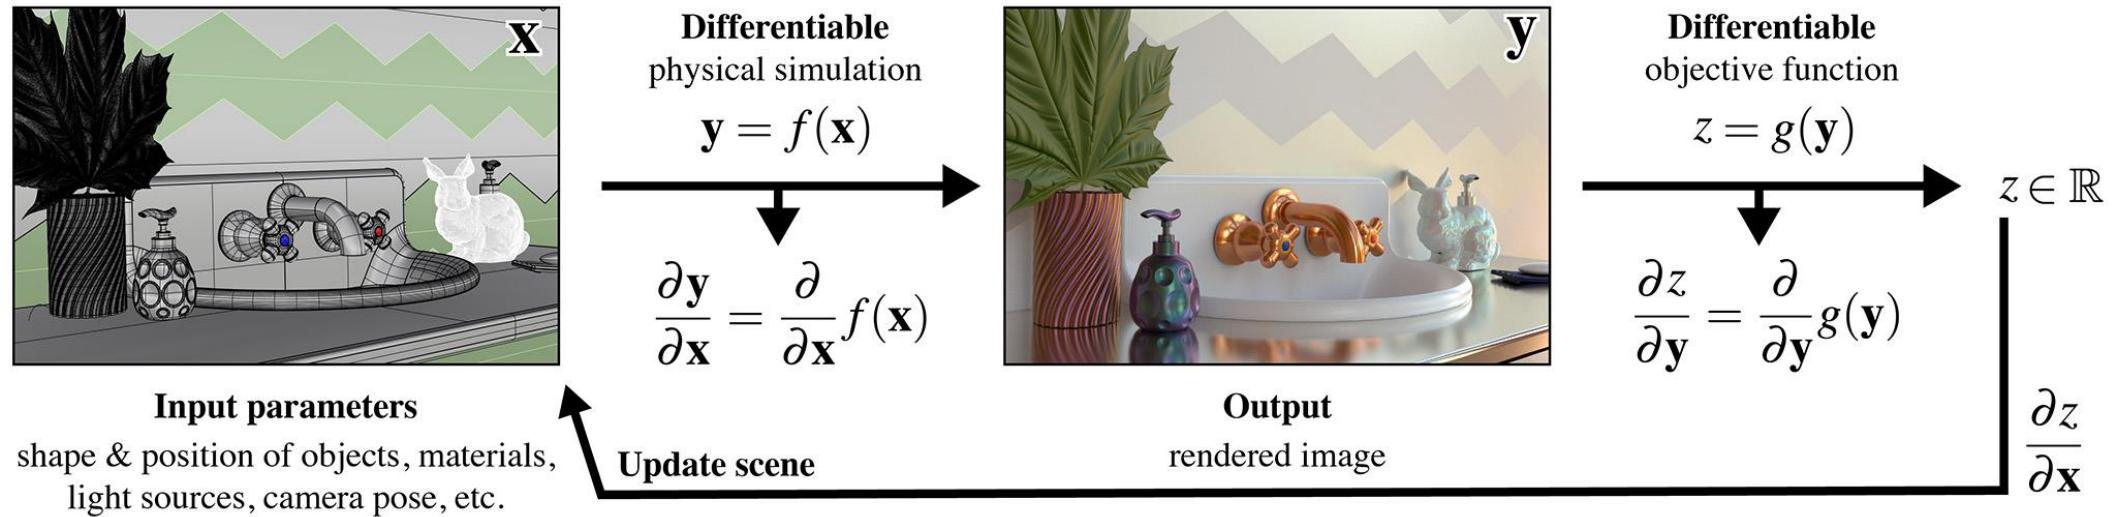 x
Differentiable
physical simulation
y = f(x)
∂y/∂x = ∂/∂x f(x)
y
Differentiable
objective function
z = g(y)
z ∈ ℝ
∂z/∂y = ∂/∂y g(y)
Input parameters
shape & position of objects, materials,
light sources, camera pose, etc.
Update scene
Output
rendered image
∂z/∂x